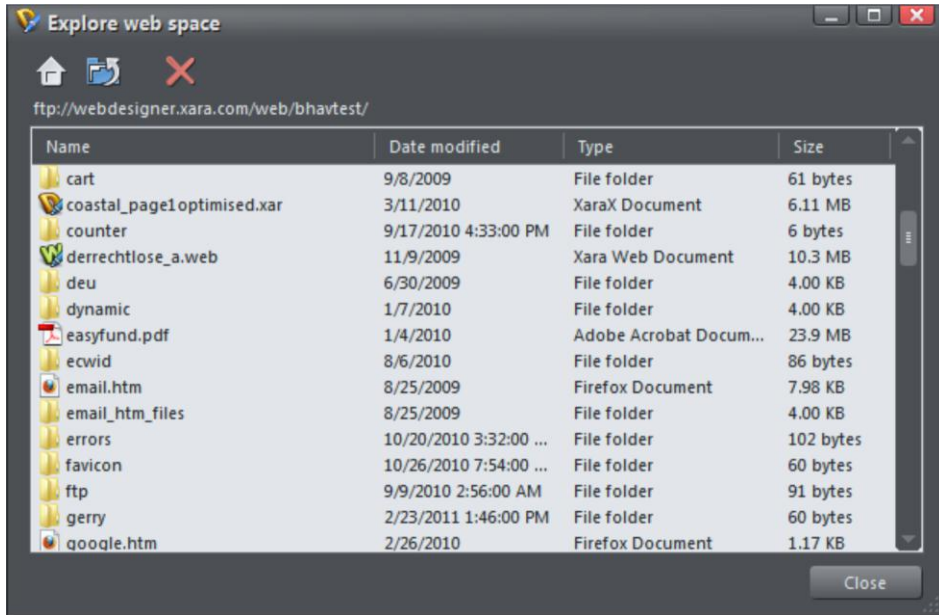 Explore web space
ftp://webdesigner.xara.com/web/bhavtest/
Name Date modified Type Size
cart 9/8/2009 File folder 61 bytes
coastal_page1optimised.xar 3/11/2010 XaraX Document 6.11 MB
counter 9/17/2010 4:33:00 PM File folder 6 bytes
derrechtlose_a.web 11/9/2009 Xara Web Document 10.3 MB
deu 6/30/2009 File folder 4.00 KB
dynamic 1/7/2010 File folder 4.00 KB
easyfund.pdf 1/4/2010 Adobe Acrobat Docum... 23.9 MB
ecwid 8/6/2010 File folder 86 bytes
email.htm 8/25/2009 Firefox Document 7.98 KB
email_htm_files 8/25/2009 File folder 4.00 KB
errors 10/20/2010 3:32:00 ... File folder 102 bytes
favicon 10/26/2010 7:54:00 ... File folder 60 bytes
ftp 9/9/2010 2:56:00 AM File folder 91 bytes
gerry 2/23/2011 1:46:00 PM File folder 60 bytes
google.htm 2/26/2010 Firefox Document 1.17 KB
Close